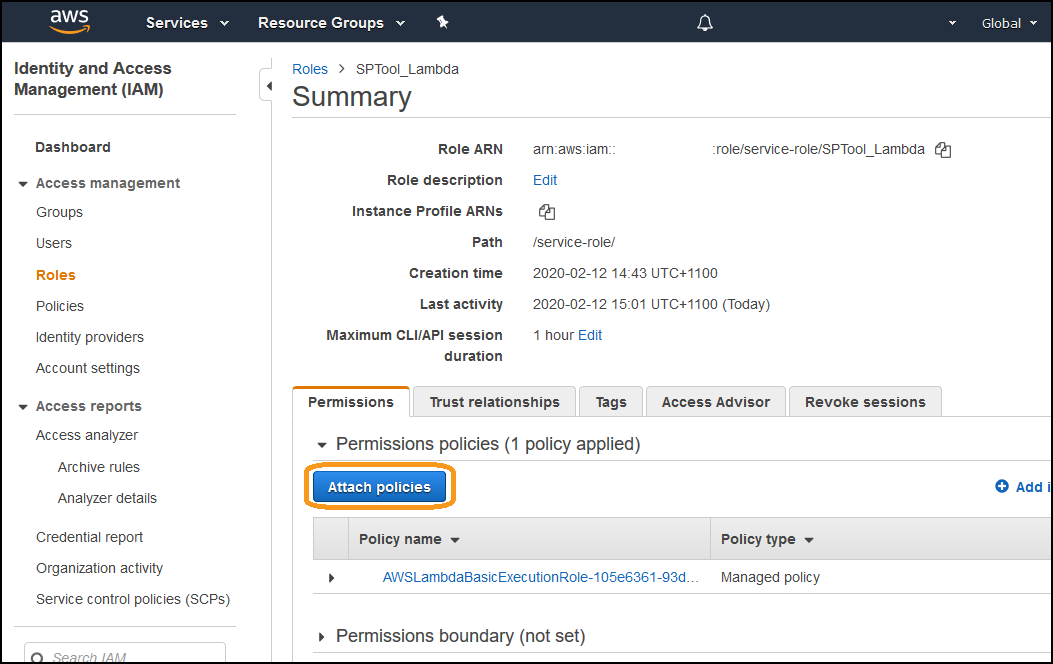 aws Services Resource Groups Global
Identity and Access
Management (IAM)
Dashboard
Access management
Groups
Users
Roles
Policies
Identity providers
Account settings
Access reports
Access analyzer
Archive rules
Analyzer details
Credential report
Organization activity
Service control policies (SCPs)
Search IAM
Roles > SPTool_Lambda
Summary
Role ARN arn:aws:iam:: :role/service-role/SPTool_Lambda
Role description Edit
Instance Profile ARNs
Path /service-role/
Creation time 2020-02-12 14:43 UTC+1100
Last activity 2020-02-12 15:01 UTC+1100 (Today)
Maximum CLI/API session 1 hour Edit
duration
Permissions Trust relationships Tags Access Advisor Revoke sessions
Permissions policies (1 policy applied)
Attach policies Add i
Policy name Policy type
AWSLambdaBasicExecutionRole-105e6361-93d... Managed policy
Permissions boundary (not set)